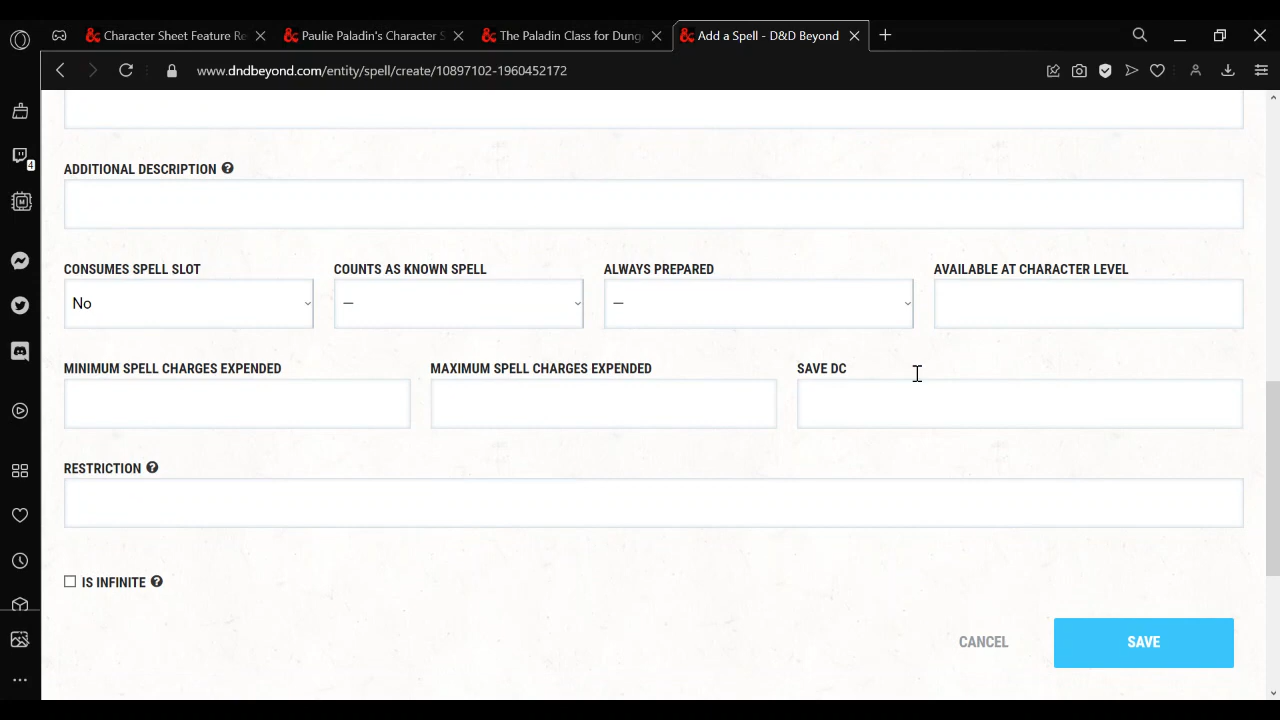 Character Sheet Feature Re
Paulie Paladin's Character S
The Paladin Class for Dung
Add a Spell - D&D Beyond
www.dndbeyond.com/entity/spell/create/10897102-1960452172
4
M
ADDITIONAL DESCRIPTION ?
CONSUMES SPELL SLOT
COUNTS AS KNOWN SPELL
ALWAYS PREPARED
AVAILABLE AT CHARACTER LEVEL
No
—
—
MINIMUM SPELL CHARGES EXPENDED
MAXIMUM SPELL CHARGES EXPENDED
SAVE DC
RESTRICTION ?
IS INFINITE ?
CANCEL
SAVE